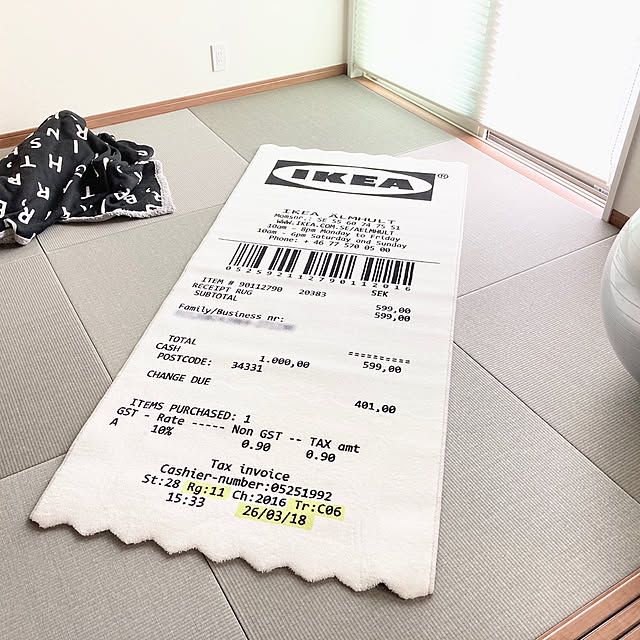 IKEA®
IKEA ÄLMHULT
Momsnr.: SE 55 60 74 75 51
WWW.IKEA.COM/SE/AELMHULT
10am - 8pm Monday to Friday
10am - 6pm Saturday and Sunday
Phone: + 46 77 570 05 00
052592112790112016
ITEM # 90112790 20383 SEK
RECEIPT RUG 599,00
SUBTOTAL 599,00
Family/Business nr:
TOTAL ==========
CASH 1.000,00 599,00
POSTCODE: 34331
CHANGE DUE 401,00
ITEMS PURCHASED: 1
GST - Rate ----- Non GST -- TAX amt
A 10% 0.90 0.90
Tax invoice
Cashier-number:05251992
St:28 Rg:11 Ch:2016 Tr:C06
15:33 26/03/18